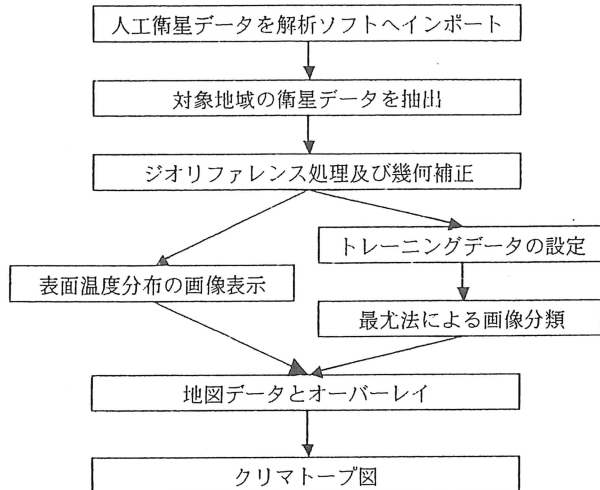 人工衛星データを解析ソフトへインポート
対象地域の衛星データを抽出
ジオリファレンス処理及び幾何補正
トレーニングデータの設定
表面温度分布の画像表示
最尤法による画像分類
地図データとオーバーレイ
クリマトープ図